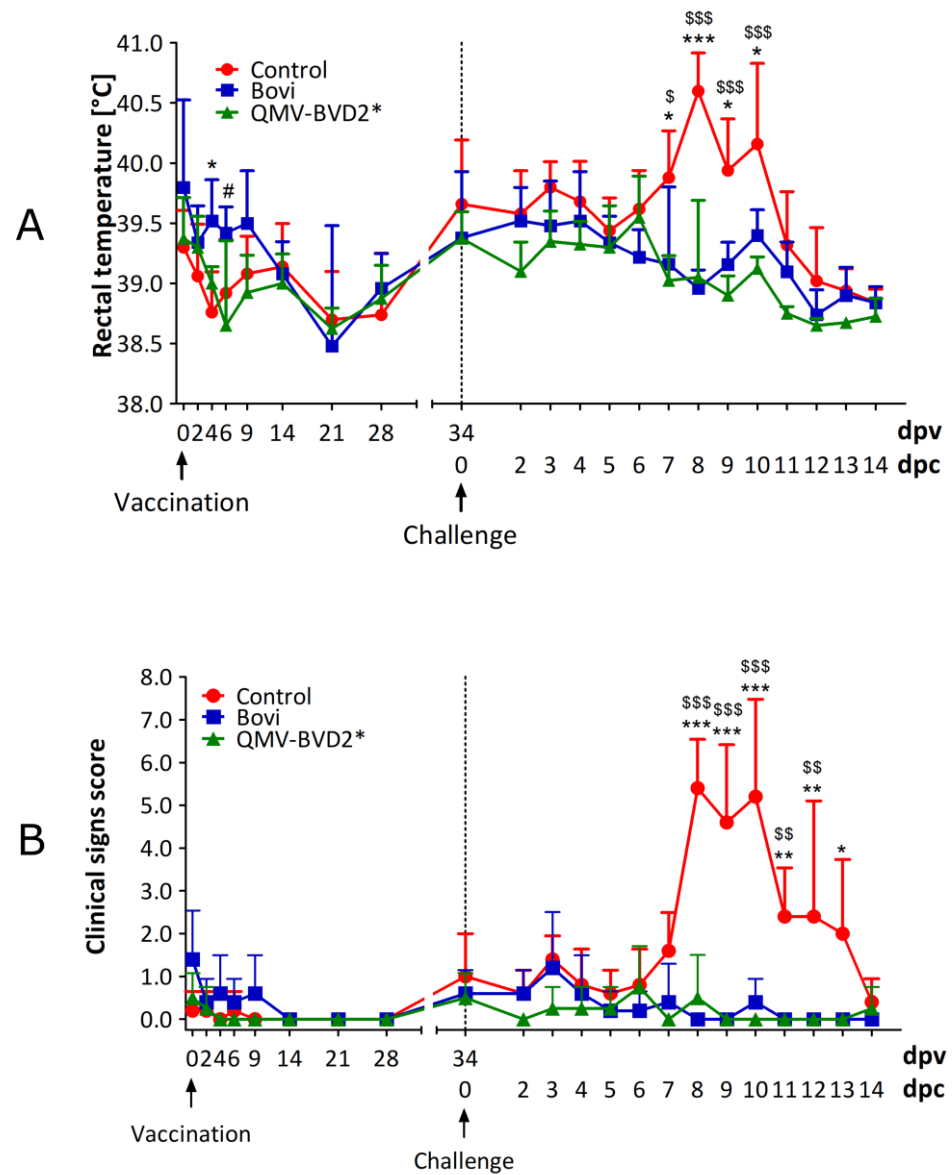 A
Rectal temperature [°C]
41.0
40.5
40.0
39.5
39.0
38.5
38.0
Control
Bovi
QMV-BVD2*
* # $ * $$$ *** $$$ * $$$ *
0 2 4 6 9 14 21 28 34 dpv
0 2 3 4 5 6 7 8 9 10 11 12 13 14 dpc
Vaccination
Challenge
B
Clinical signs score
8.0
7.0
6.0
5.0
4.0
3.0
2.0
1.0
0.0
Control
Bovi
QMV-BVD2*
$$$ *** $$$ *** $$$ *** $$ ** $$ ** *
0 2 4 6 9 14 21 28 34 dpv
0 2 3 4 5 6 7 8 9 10 11 12 13 14 dpc
Vaccination
Challenge